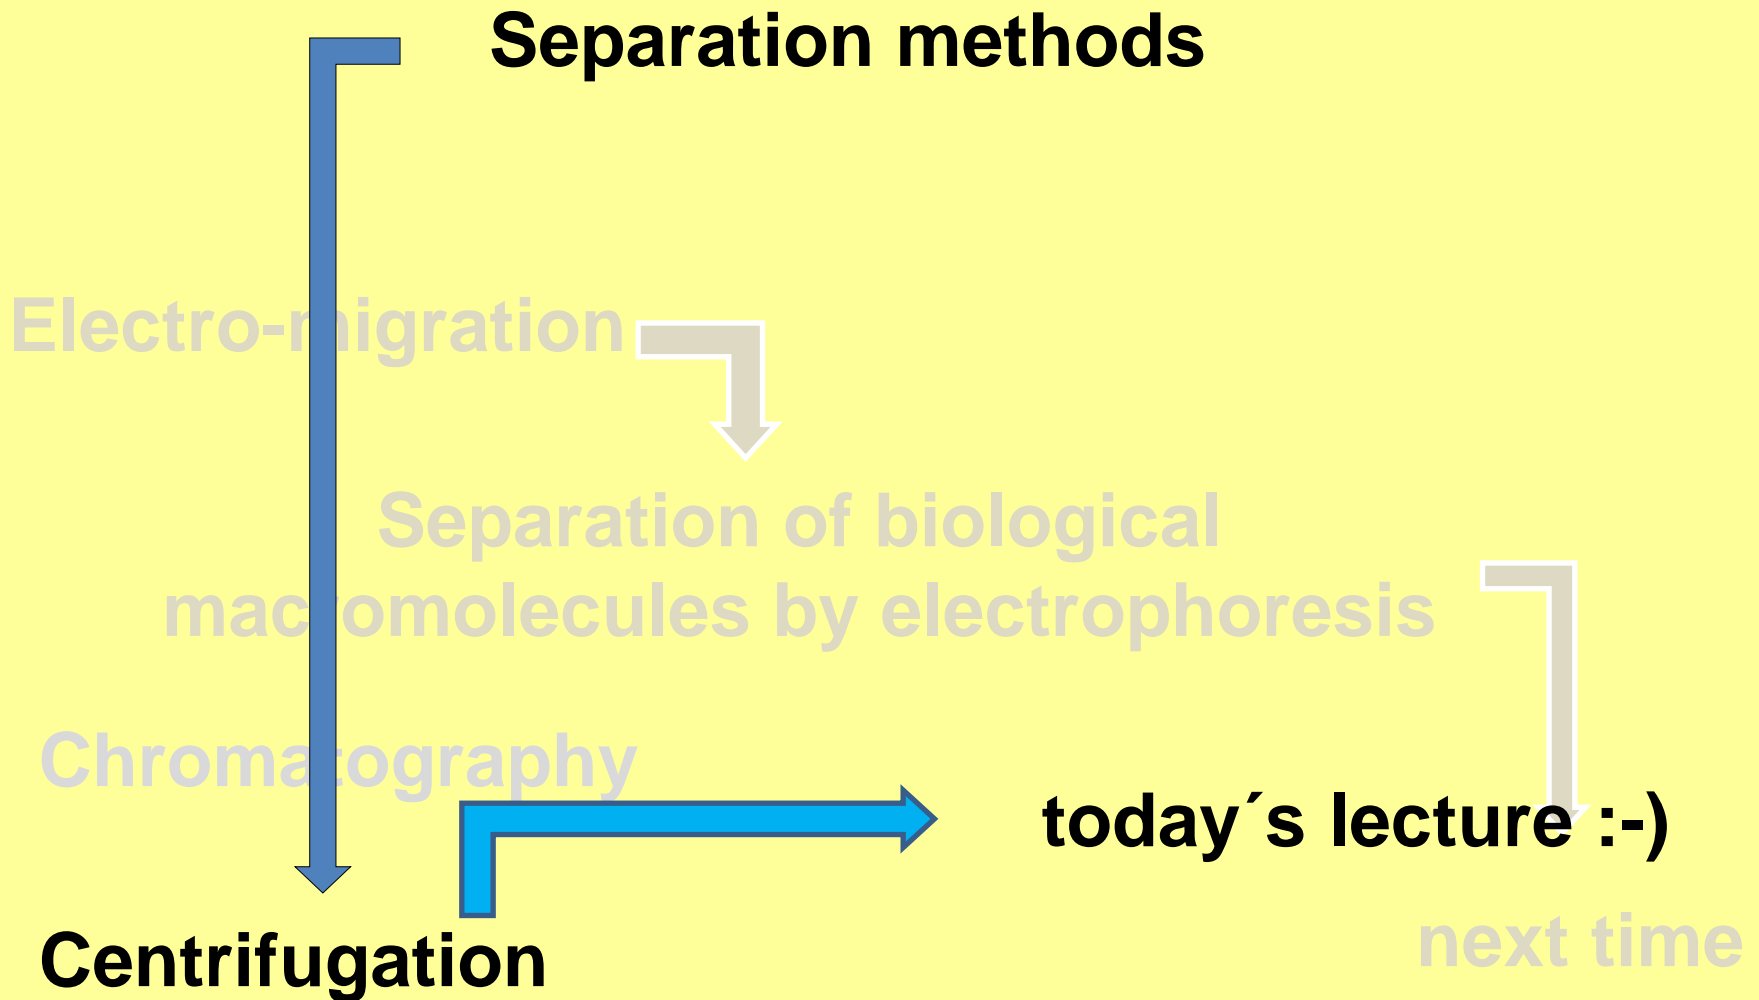 Separation methods
Electro-migration
Separation of biological
macromolecules by electrophoresis
Chromatography
today´s lecture :-)
next time
Centrifugation